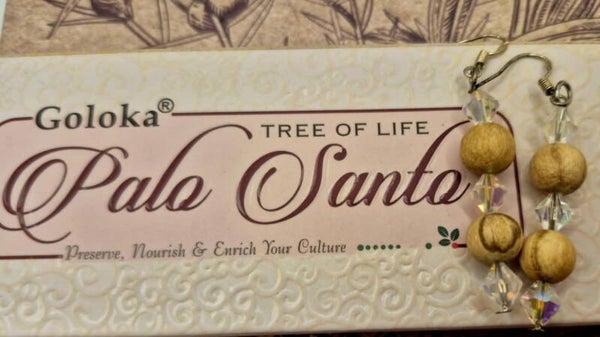 Goloka®
TREE OF LIFE
Palo Santo
Preserve, Nourish & Enrich Your Culture